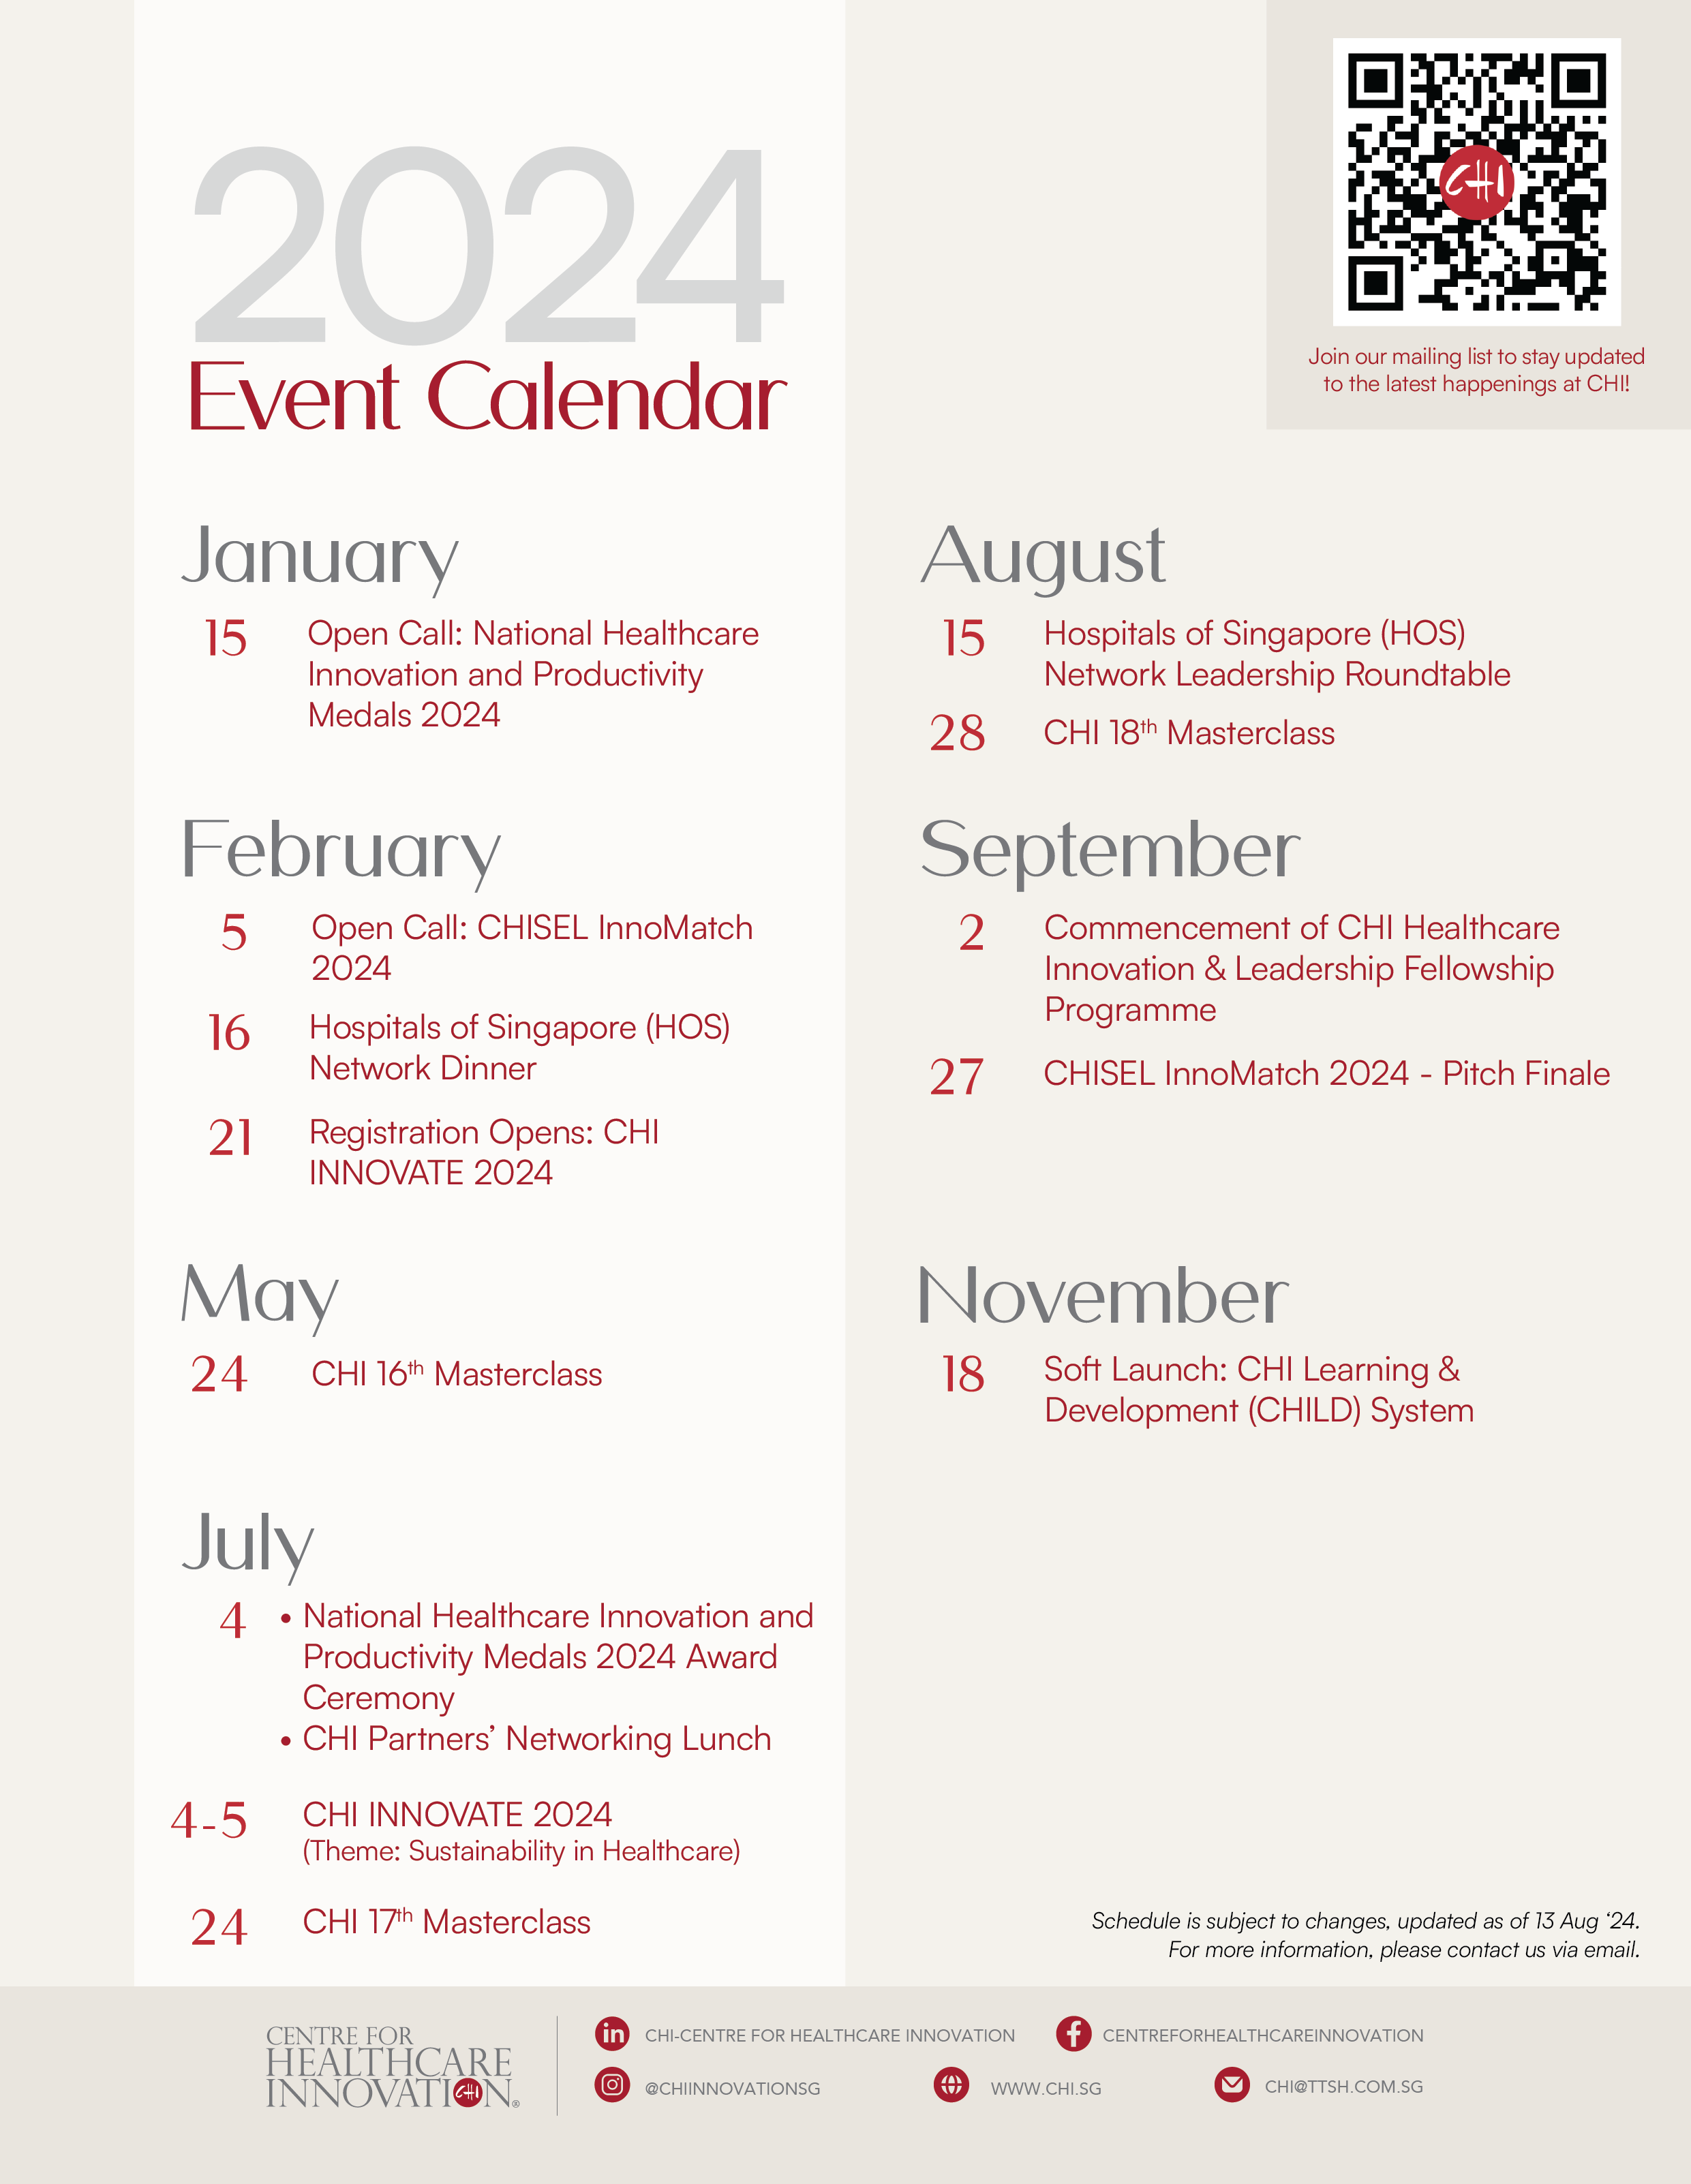 2024
Event Calendar
CHI
Join our mailing list to stay updated
to the latest happenings at CHI!
January
15 Open Call: National Healthcare
Innovation and Productivity
Medals 2024
February
5 Open Call: CHISEL InnoMatch
2024
16 Hospitals of Singapore (HOS)
Network Dinner
21 Registration Opens: CHI
INNOVATE 2024
May
24 CHI 16th Masterclass
July
4 • National Healthcare Innovation and
Productivity Medals 2024 Award
Ceremony
• CHI Partners’ Networking Lunch
4-5 CHI INNOVATE 2024
(Theme: Sustainability in Healthcare)
24 CHI 17th Masterclass
August
15 Hospitals of Singapore (HOS)
Network Leadership Roundtable
28 CHI 18th Masterclass
September
2 Commencement of CHI Healthcare
Innovation & Leadership Fellowship
Programme
27 CHISEL InnoMatch 2024 - Pitch Finale
November
18 Soft Launch: CHI Learning &
Development (CHILD) System
Schedule is subject to changes, updated as of 13 Aug ‘24.
For more information, please contact us via email.
CENTRE FOR
HEALTHCARE
INNOVATION®
CHI-CENTRE FOR HEALTHCARE INNOVATION
CENTREFORHEALTHCAREINNOVATION
@CHIINNOVATIONSG
WWW.CHI.SG
CHI@TTSH.COM.SG